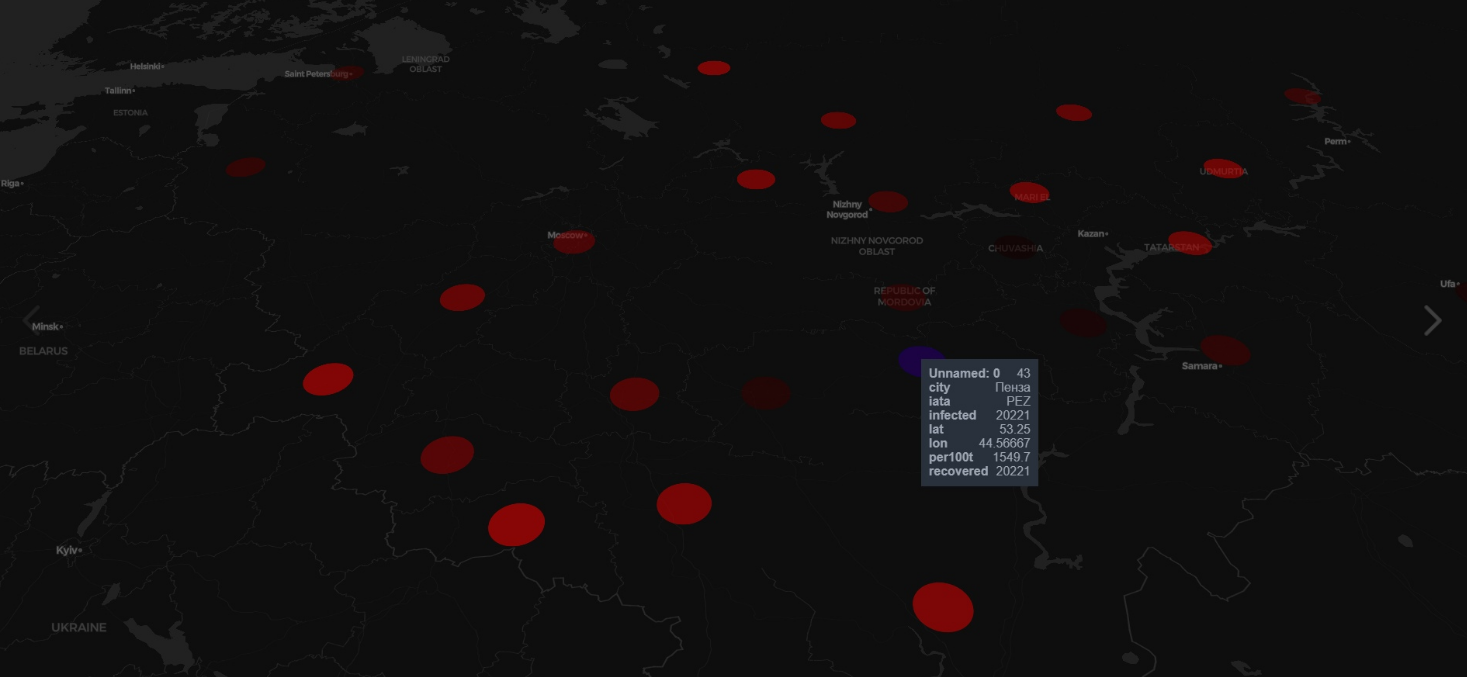 Helsinki
Saint Petersburg
LENINGRAD
OBLAST
Tallinn
ESTONIA
Perm
Riga
UDMURTIA
MARI EL
Nizhny
Novgorod
Moscow
NIZHNY NOVGOROD
OBLAST
CHUVASHIA
Kazan
TATARSTAN
REPUBLIC OF
MORDOVIA
Ufa
Minsk
BELARUS
Samara
Unnamed: 0 43
city Пенза
iata PEZ
infected 20221
lat 53.25
lon 44.56667
per100t 1549.7
recovered 20221
Kyiv
UKRAINE